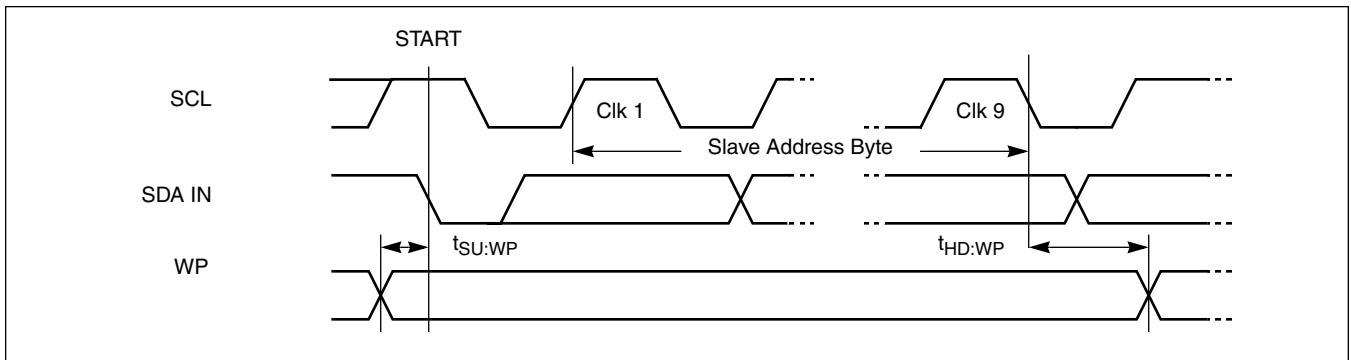 START
SCL
Clk 1
Clk 9
Slave Address Byte
SDA IN
tSU:WP
tHD:WP
WP